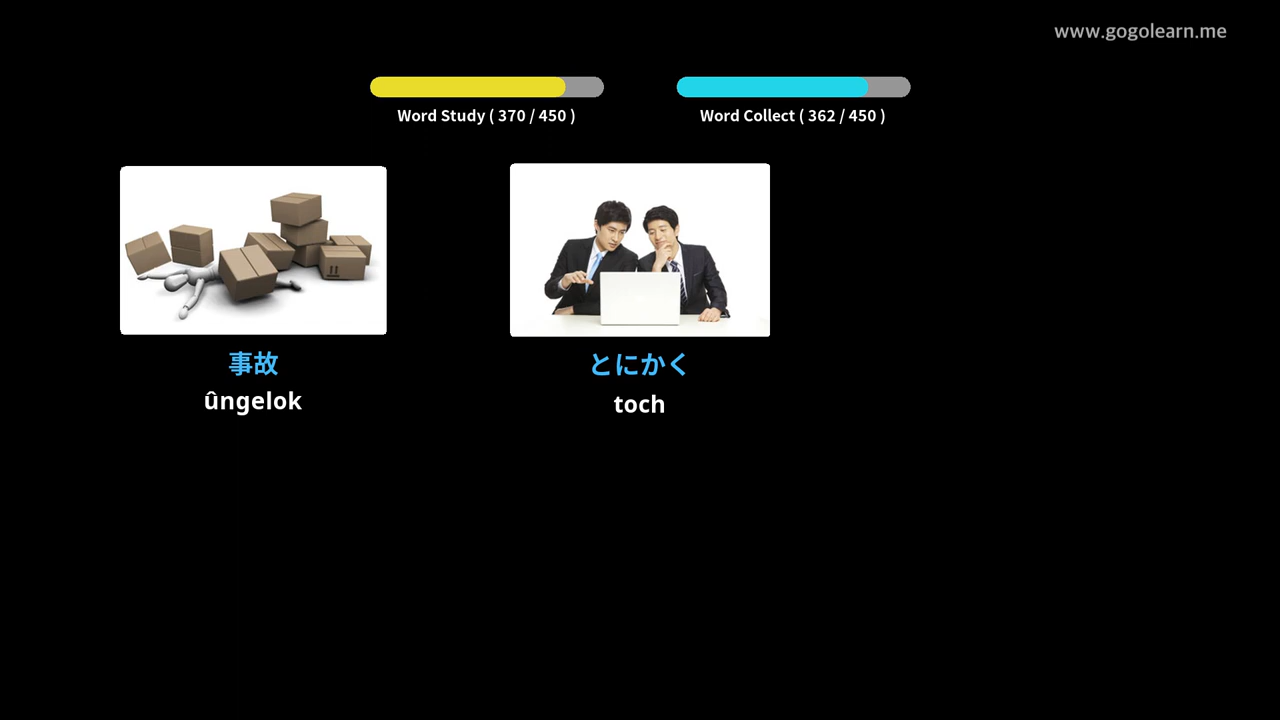 www.gogolearn.me
Word Study ( 370 / 450 )
Word Collect ( 362 / 450 )
事故
ûngelok
とにかく
toch